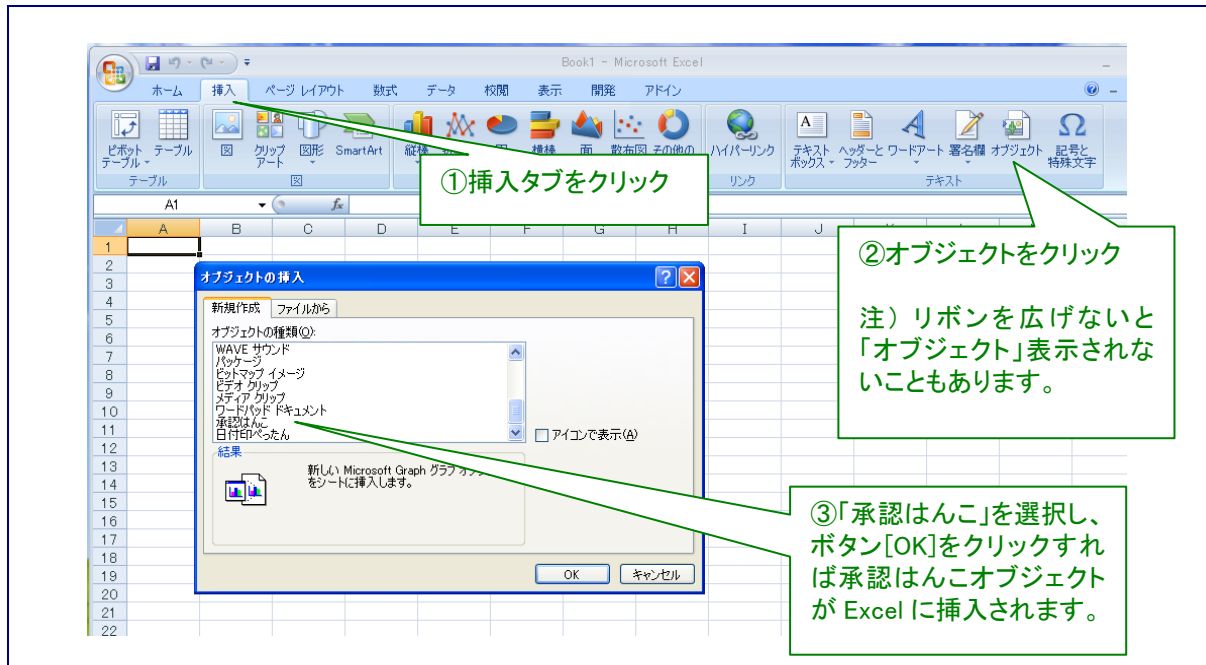 Book1 - Microsoft Excel
ホーム 挿入 ページ レイアウト 数式 データ 校閲 表示 開発 アドイン
ピボットテーブル テーブル 図 クリップアート 図形 SmartArt 横棒 面 散布図 その他の ハイパーリンク テキストボックス ヘッダーとフッター ワードアート 署名欄 オブジェクト 記号と特殊文字
テーブル 図 リンク テキスト
①挿入タブをクリック
A1 fx
A B C D E F G H I J
1
2
3
4
5
6
7
8
9
10
11
12
13
14
15
16
17
18
19
20
21
22
②オブジェクトをクリック
注）リボンを広げないと
「オブジェクト」表示されな
いこともあります。
オブジェクトの挿入
新規作成 ファイルから
オブジェクトの種類(O):
WAVE サウンド
パッケージ
ビットマップ イメージ
ビデオ クリップ
メディア クリップ
ワードパッド ドキュメント
承認はんこ
日付印ぺったん
アイコンで表示(A)
結果
新しい Microsoft Graph グラフ
をシートに挿入します。
OK キャンセル
③「承認はんこ」を選択し、
ボタン[OK]をクリックすれ
ば承認はんこオブジェクト
が Excel に挿入されます。